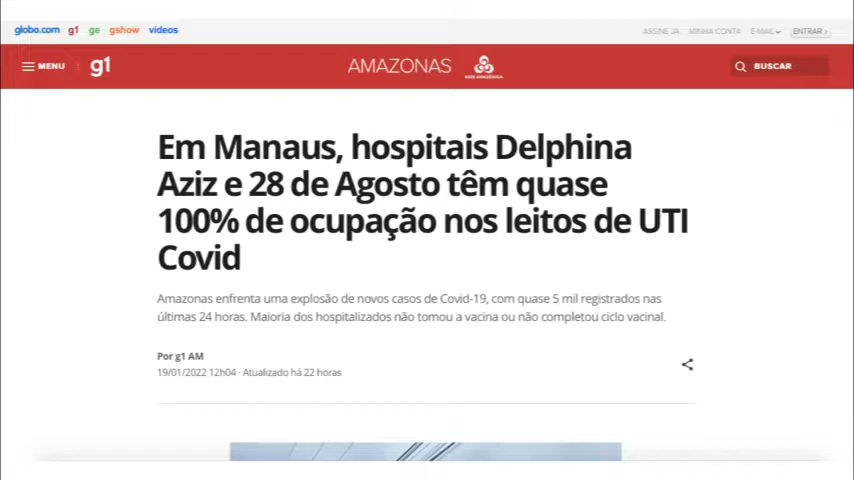 globo.com g1 ge gshow vídeos
ASSINE JÁ MINHA CONTA E-MAIL ENTRAR ›
MENU g1 AMAZONAS REDE AMAZÔNICA BUSCAR
Em Manaus, hospitais Delphina
Aziz e 28 de Agosto têm quase
100% de ocupação nos leitos de UTI
Covid
Amazonas enfrenta uma explosão de novos casos de Covid-19, com quase 5 mil registrados nas
últimas 24 horas. Maioria dos hospitalizados não tomou a vacina ou não completou ciclo vacinal.
Por g1 AM
19/01/2022 12h04 · Atualizado há 22 horas